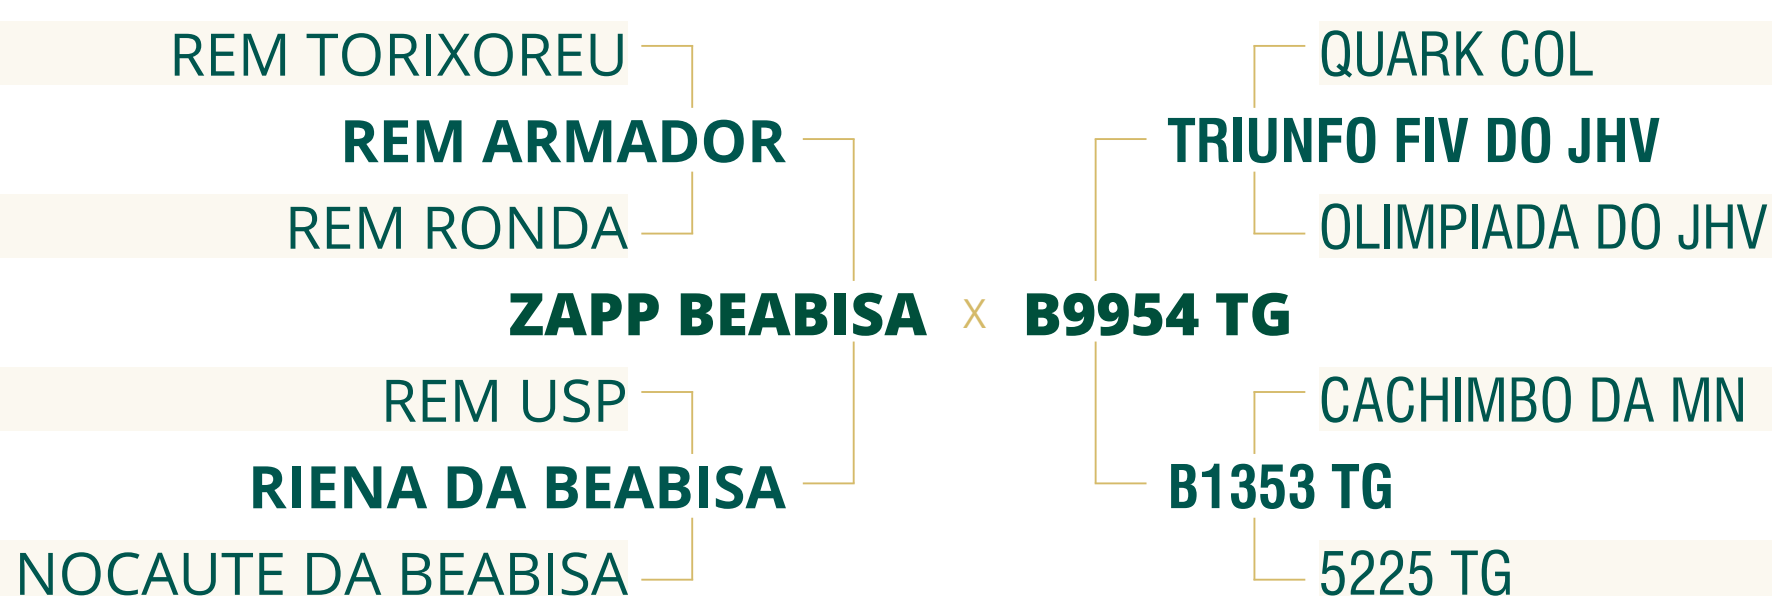 REM TORIXOREU QUARK COL
REM ARMADOR TRIUNFO FIV DO JHV
REM RONDA OLIMPIADA DO JHV
ZAPP BEABISA X B9954 TG
REM USP CACHIMBO DA MN
RIENA DA BEABISA B1353 TG
NOCAUTE DA BEABISA 5225 TG